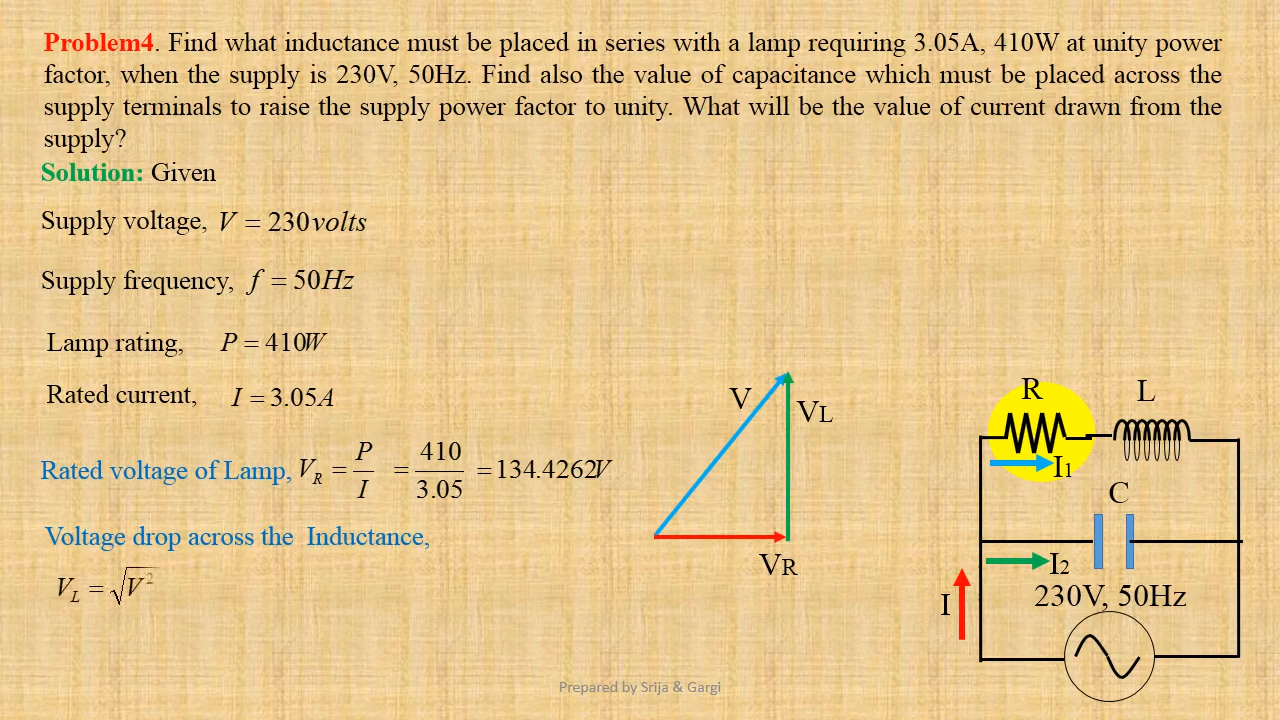 Problem4. Find what inductance must be placed in series with a lamp requiring 3.05A, 410W at unity power
factor, when the supply is 230V, 50Hz. Find also the value of capacitance which must be placed across the
supply terminals to raise the supply power factor to unity. What will be the value of current drawn from the
supply?
Solution: Given
Supply voltage, V = 230volts
Supply frequency, f = 50Hz
Lamp rating, P = 410W
Rated current, I = 3.05A
Rated voltage of Lamp, V_R = P/I = 410/3.05 = 134.4262V
Voltage drop across the Inductance,
V_L = √V²
V
VL
VR
R
L
I1
C
I2
I
230V, 50Hz
Prepared by Srija & Gargi